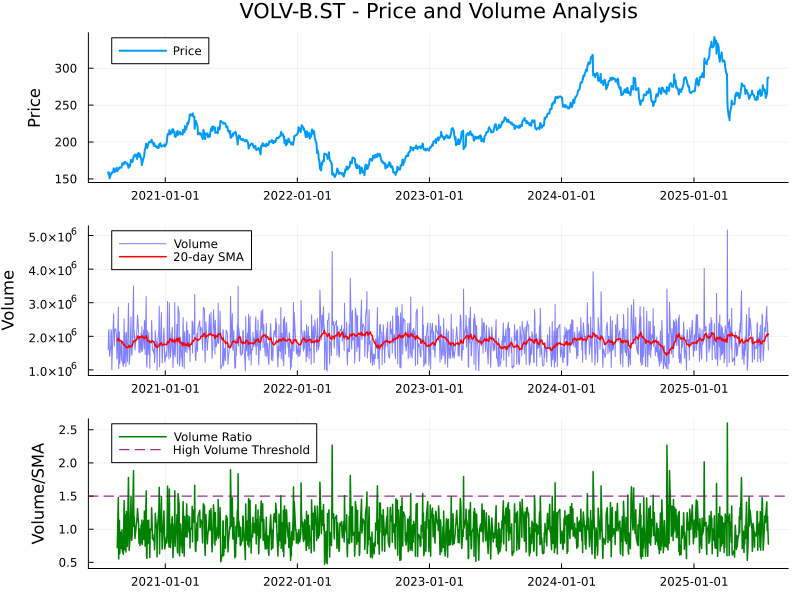 VOLV-B.ST - Price and Volume Analysis
Price
Price
300
250
200
150
2021-01-01 2022-01-01 2023-01-01 2024-01-01 2025-01-01
Volume
Volume
20-day SMA
5.0×10⁶
4.0×10⁶
3.0×10⁶
2.0×10⁶
1.0×10⁶
2021-01-01 2022-01-01 2023-01-01 2024-01-01 2025-01-01
Volume/SMA
Volume Ratio
High Volume Threshold
2.5
2.0
1.5
1.0
0.5
2021-01-01 2022-01-01 2023-01-01 2024-01-01 2025-01-01